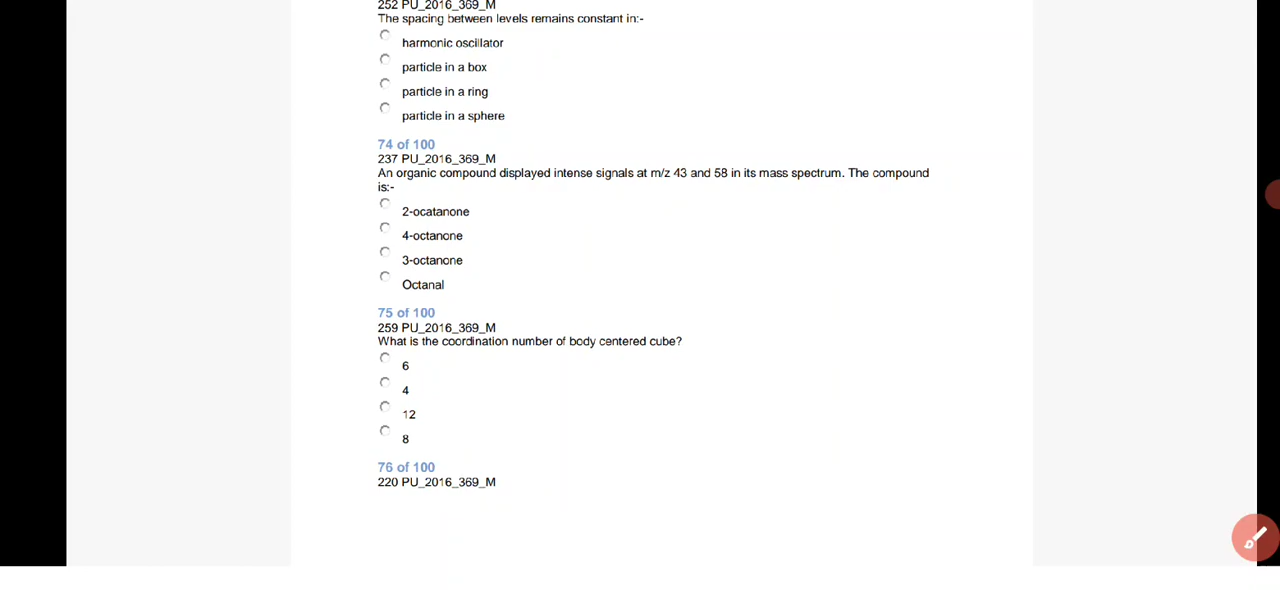 252 PU_2016_369_M
The spacing between levels remains constant in:-
harmonic oscillator
particle in a box
particle in a ring
particle in a sphere
74 of 100
237 PU_2016_369_M
An organic compound displayed intense signals at m/z 43 and 58 in its mass spectrum. The compound
is:-
2-ocatanone
4-octanone
3-octanone
Octanal
75 of 100
259 PU_2016_369_M
What is the coordination number of body centered cube?
6
4
12
8
76 of 100
220 PU_2016_369_M